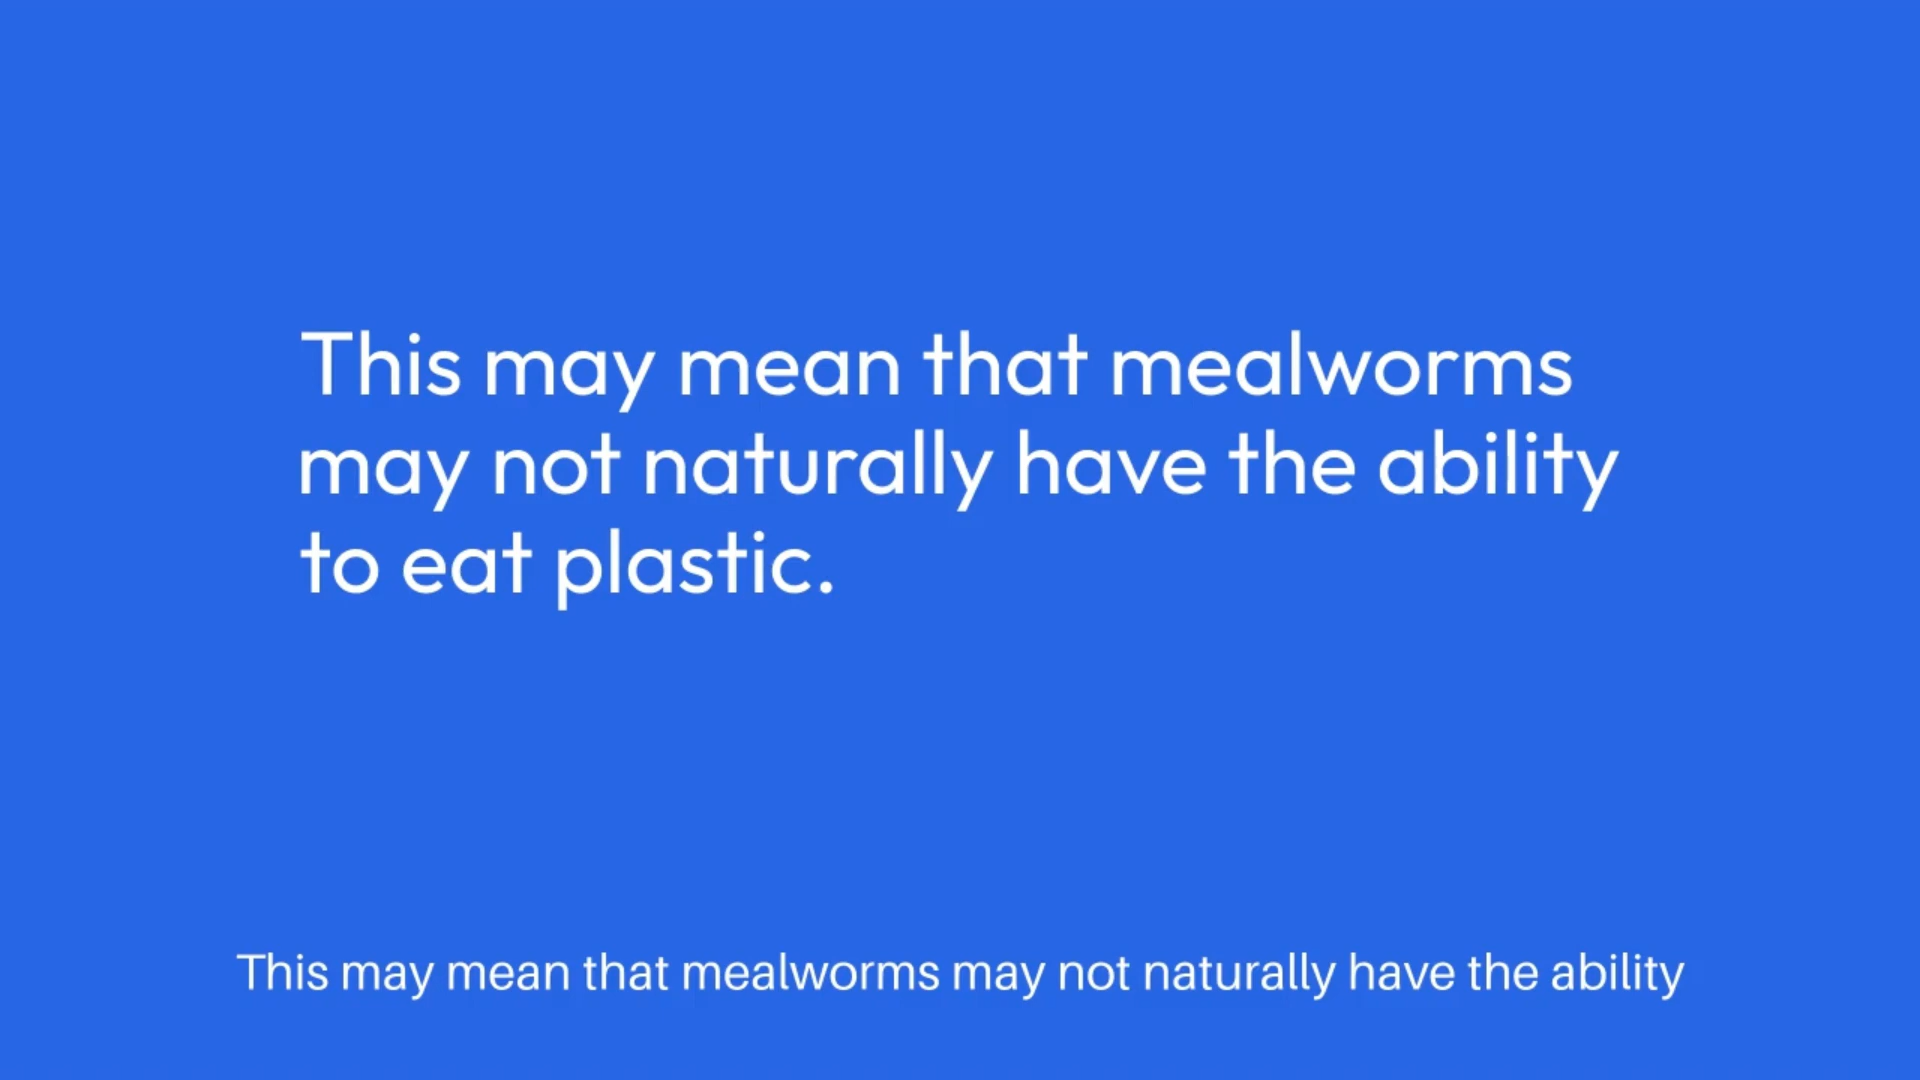 This may mean that mealworms
may not naturally have the ability
to eat plastic.
This may mean that mealworms may not naturally have the ability